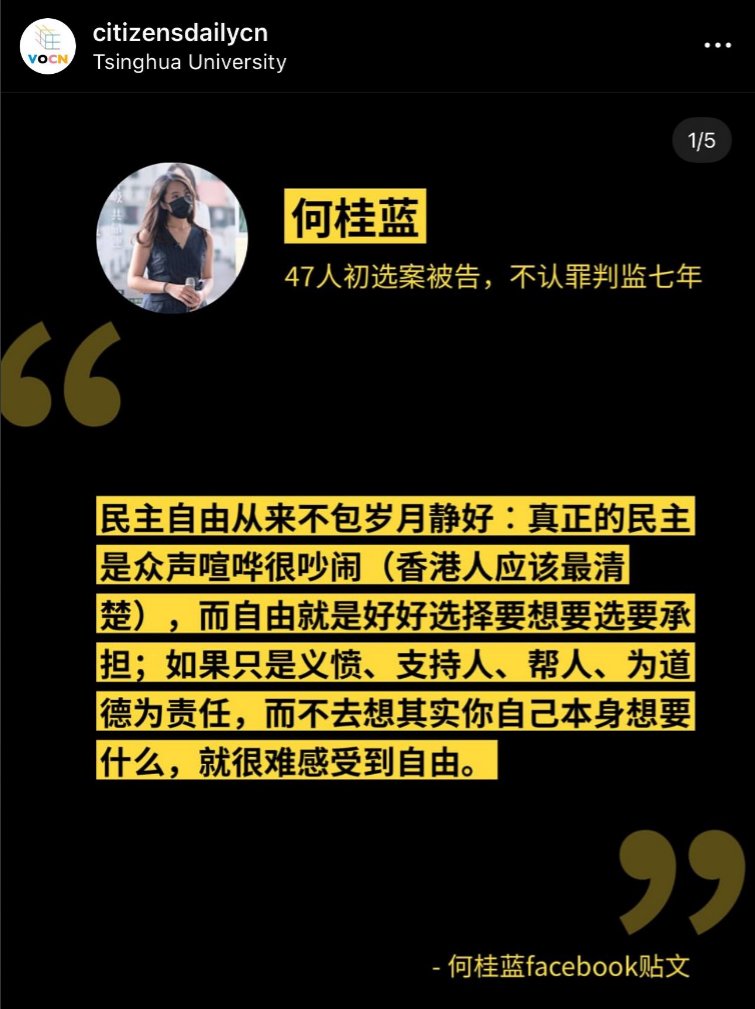 citizensdailycn
VOCN
Tsinghua University
1/5
何桂蓝
47人初选案被告，不认罪判监七年
“
民主自由从来不包岁月静好：真正的民主
是众声喧哗很吵闹（香港人应该最清
楚），而自由就是好好选择要想要选要承
担；如果只是义愤、支持人、帮人、为道
德为责任，而不去想其实你自己本身想要
什么，就很难感受到自由。
”
- 何桂蓝facebook贴文